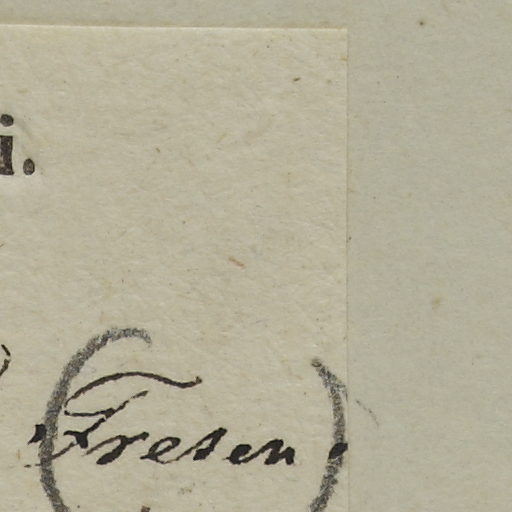 i.
(Fresen.)